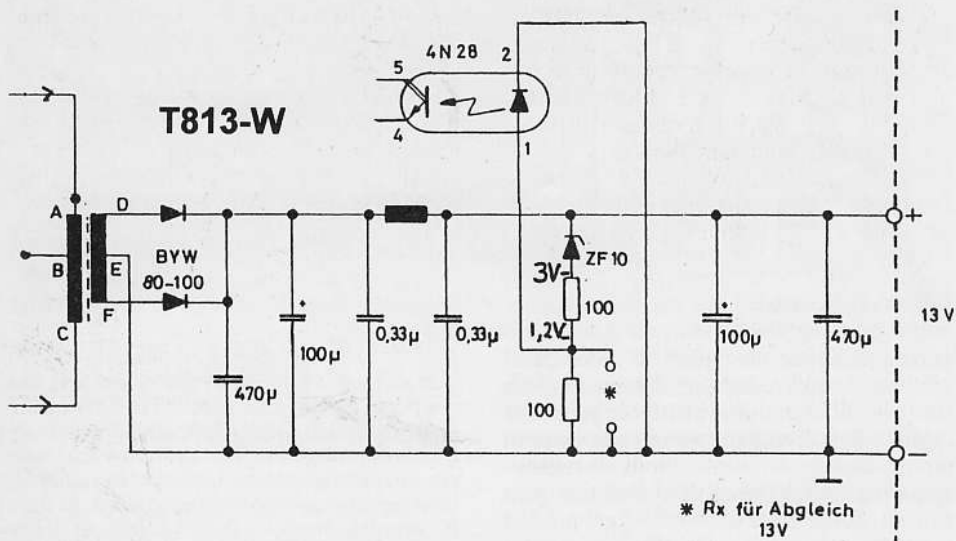 4N28
2
5
4
1
T813-W
A
D
B
E
C
F
BYW
80-100
+
ZF10
3V
100
1,2V
+
100µ
0,33µ
0,33µ
470µ
100
*
+
100µ
470µ
13V
-
* Rx für Abgleich
13V